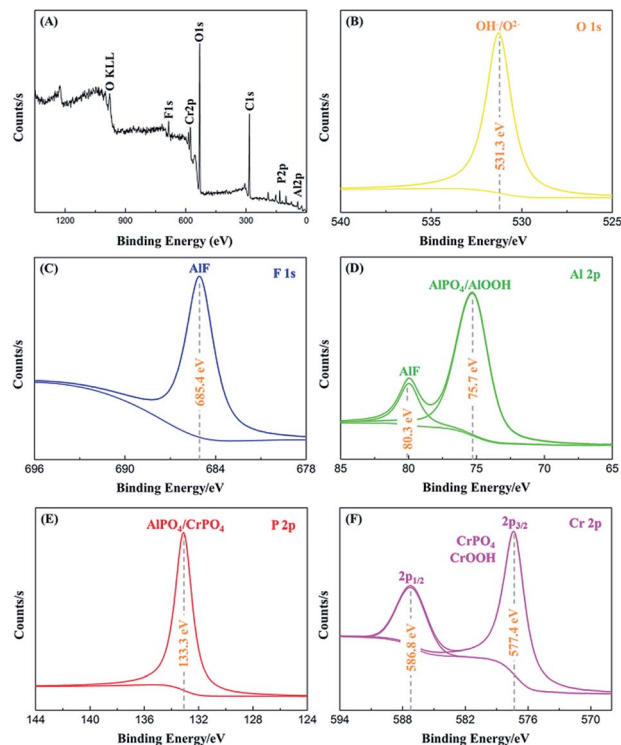 (A)
O1s
O KLL
F1s
Cr2p
C1s
P2p
Al2p
Counts/s
1200 900 600 300 0
Binding Energy (eV)
(B)
OH⁻/O²⁻
O 1s
531.3 eV
Counts/s
540 535 530 525
Binding Energy/eV
(C)
AlF
F 1s
685.4 eV
Counts/s
696 690 684 678
Binding Energy/eV
(D)
Al 2p
AlPO₄/AlOOH
AlF
80.3 eV
75.7 eV
Counts/s
85 80 75 70 65
Binding Energy/eV
(E)
AlPO₄/CrPO₄
P 2p
133.3 eV
Counts/s
144 140 136 132 128 124
Binding Energy/eV
(F)
2p₃/₂
Cr 2p
CrPO₄
CrOOH
2p₁/₂
586.8 eV
577.4 eV
Counts/s
594 588 582 576 570
Binding Energy/eV